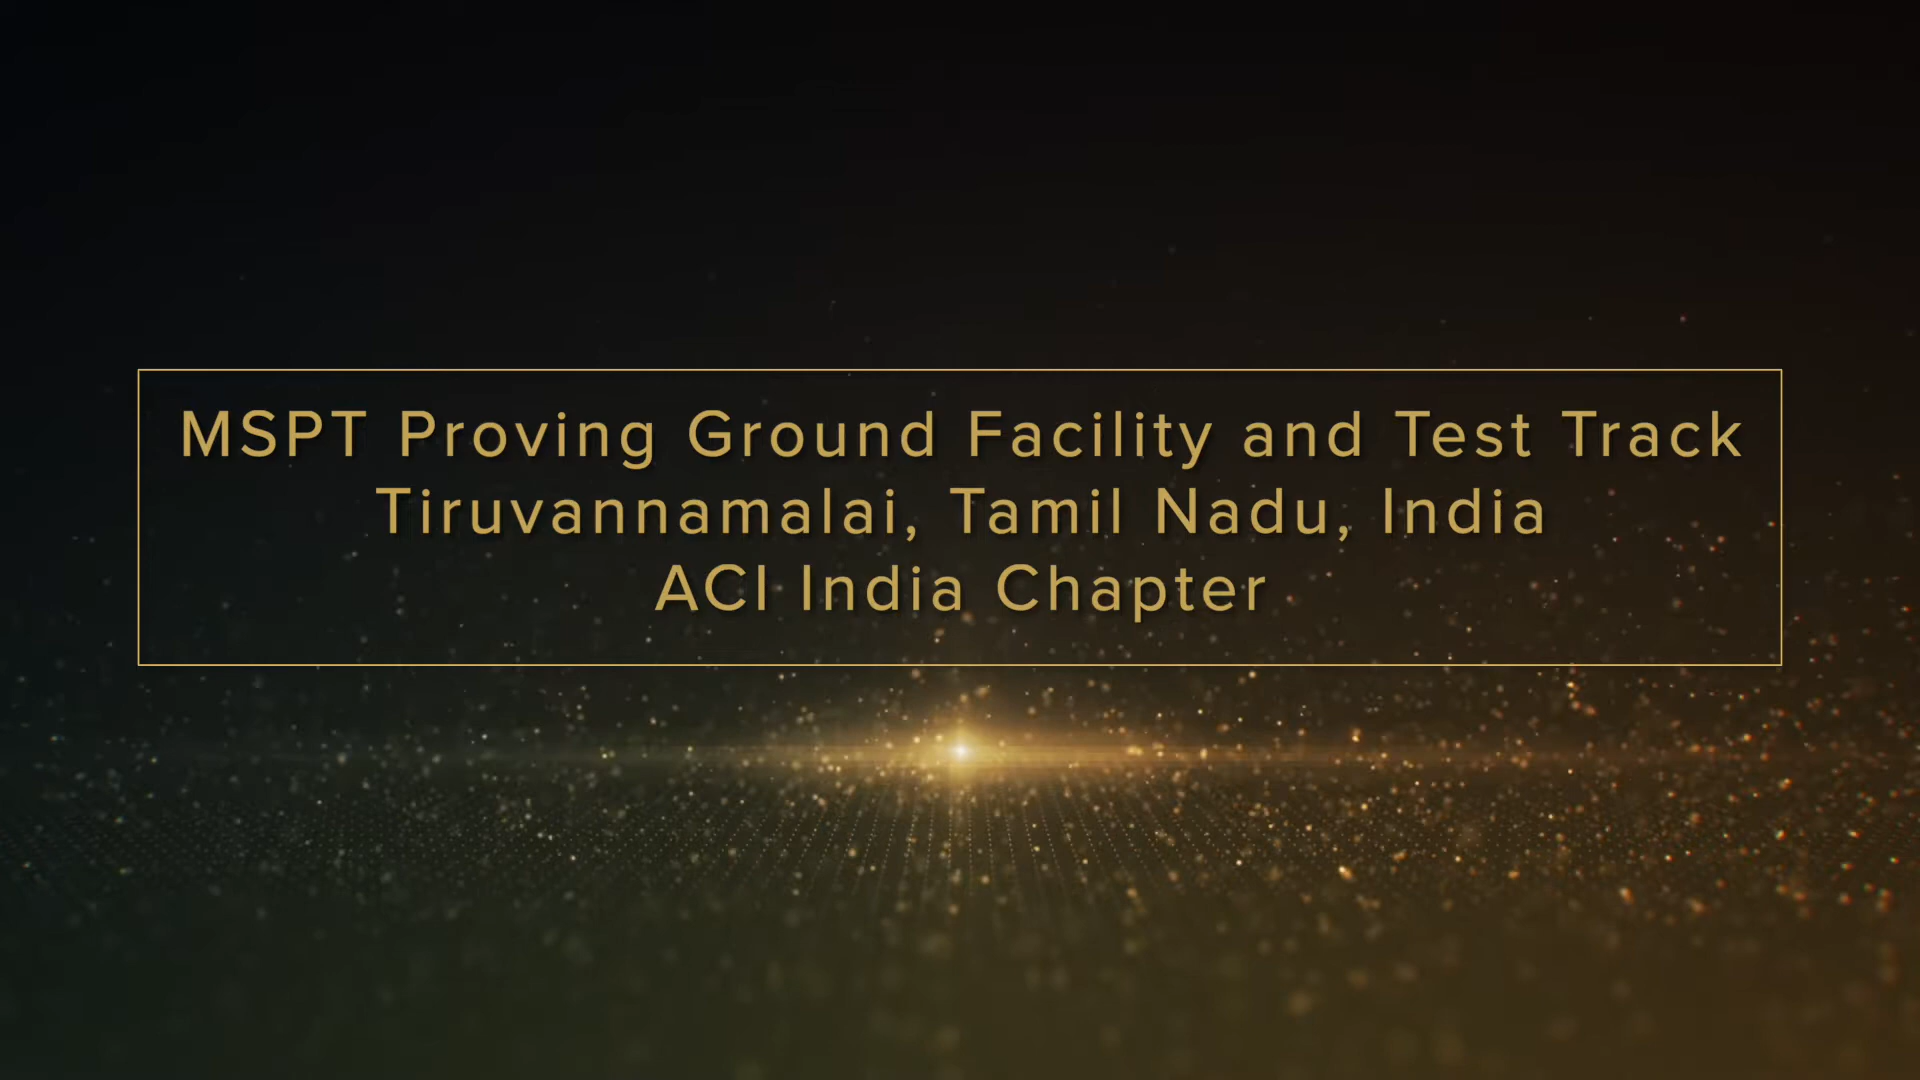 MSPT Proving Ground Facility and Test Track
Tiruvannamalai, Tamil Nadu, India
ACI India Chapter